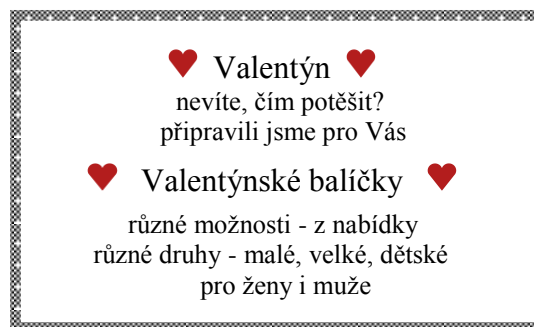 Valentýn
nevíte, čím potěšit?
připravili jsme pro Vás
Valentýnské balíčky
různé možnosti - z nabídky
různé druhy - malé, velké, dětské
pro ženy i muže